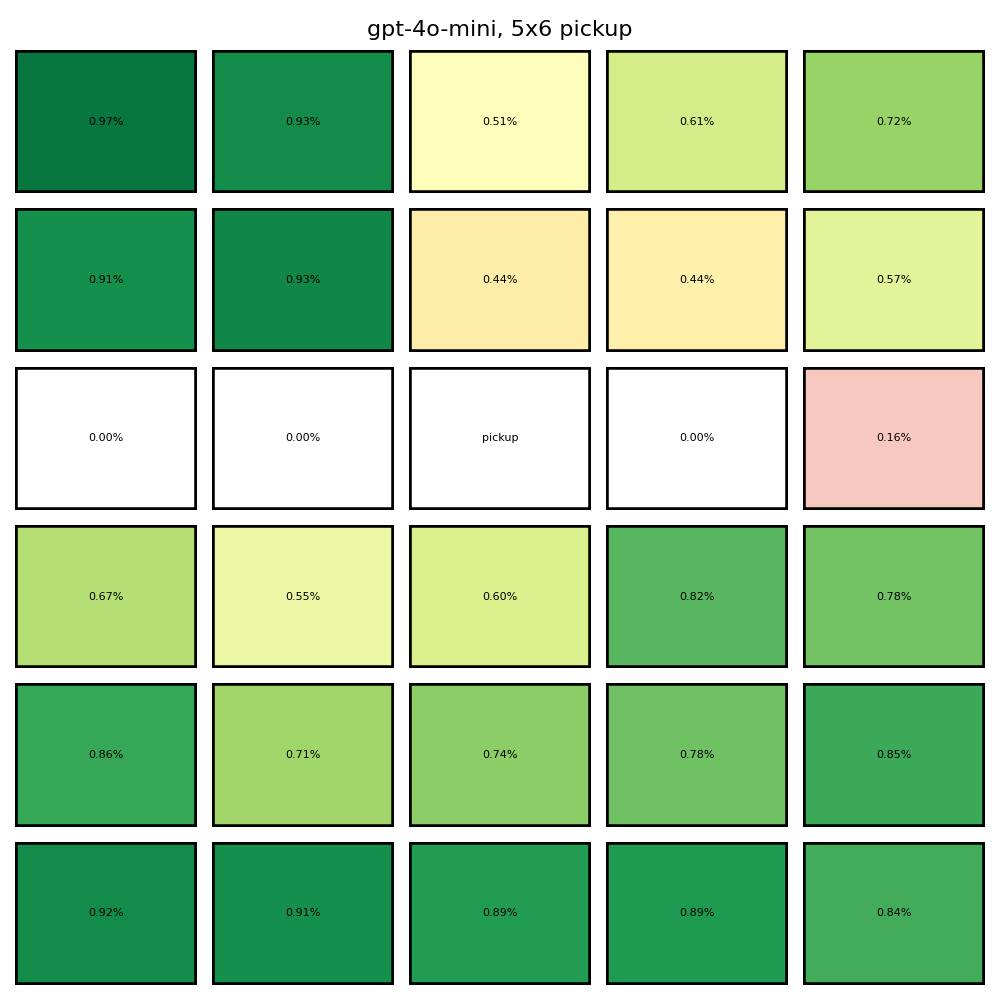 gpt-4o-mini, 5x6 pickup
0.97% 0.93% 0.51% 0.61% 0.72%
0.91% 0.93% 0.44% 0.44% 0.57%
0.00% 0.00% pickup 0.00% 0.16%
0.67% 0.55% 0.60% 0.82% 0.78%
0.86% 0.71% 0.74% 0.78% 0.85%
0.92% 0.91% 0.89% 0.89% 0.84%